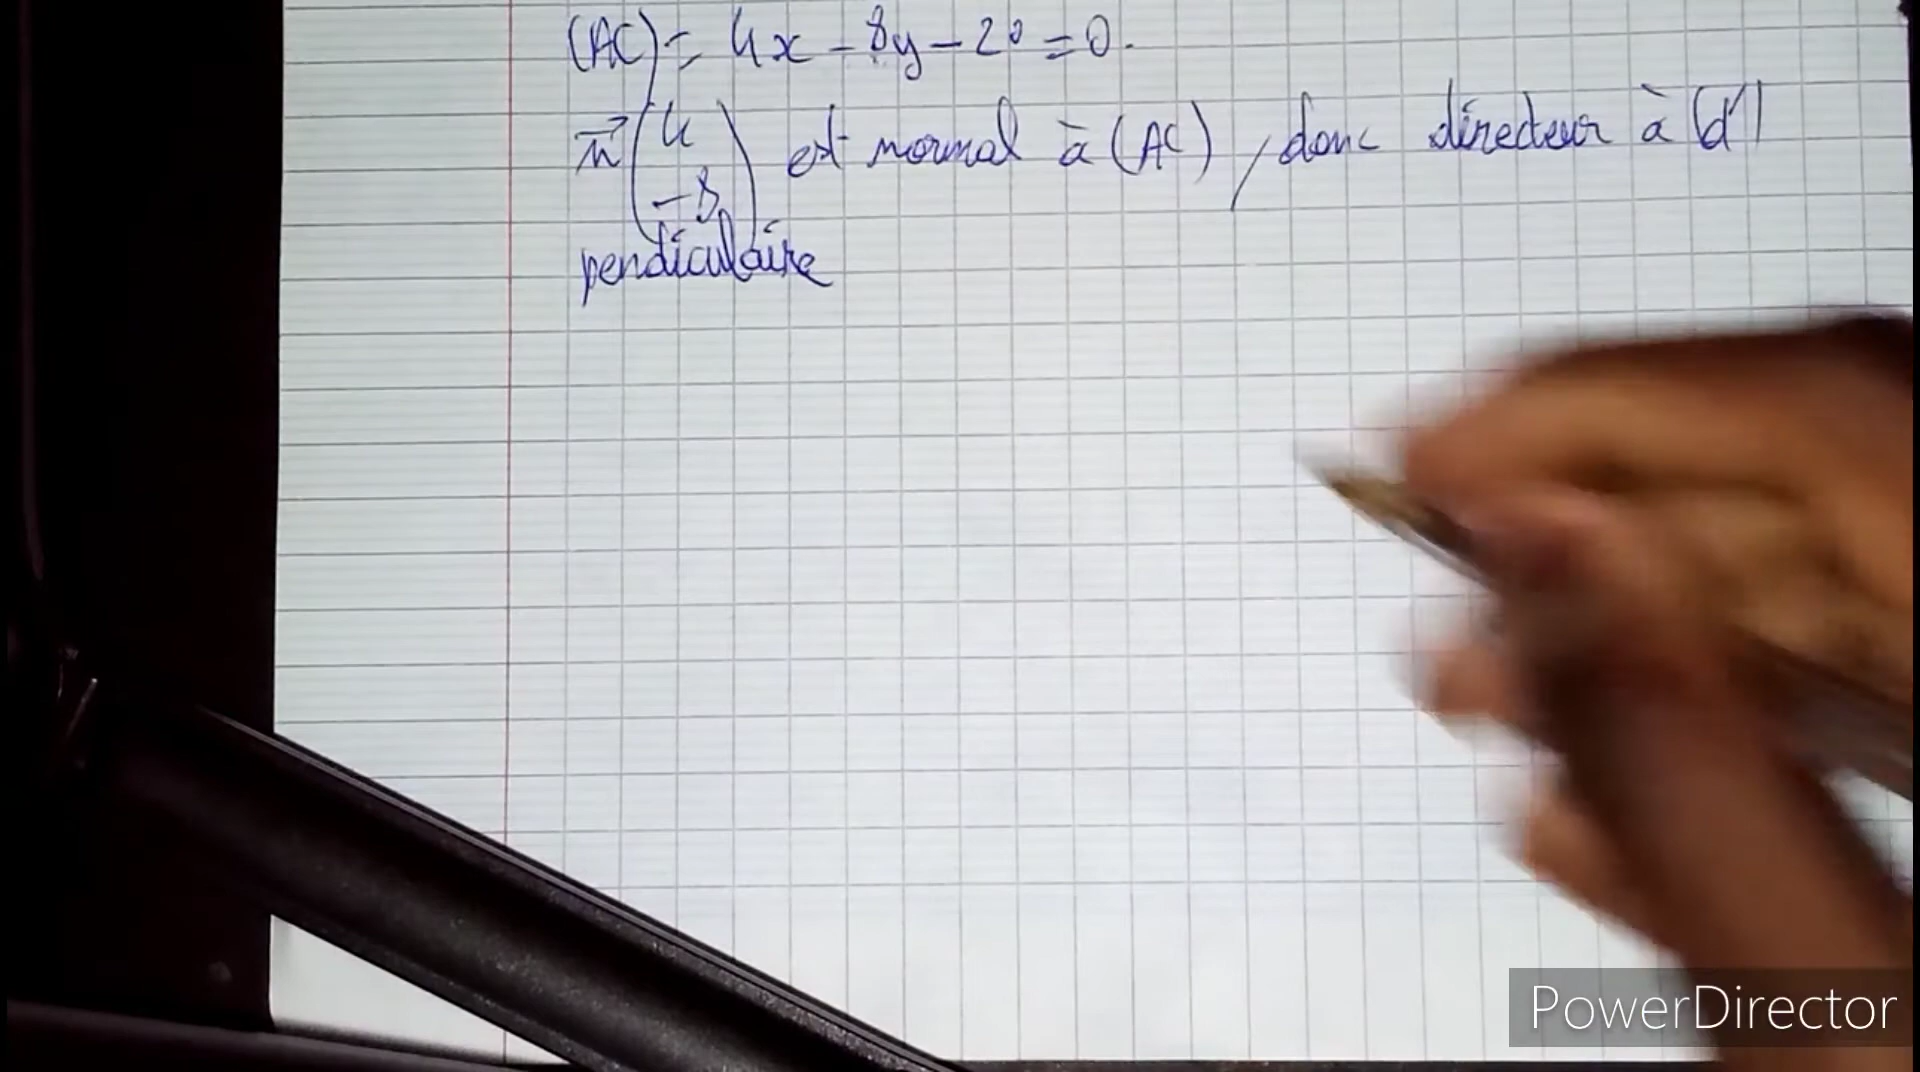 (AC) = 4x - 8y - 20 = 0.
n⃗ (4 -8) est normal à (AC), donc directeur à (d')
pendiculaire
PowerDirector